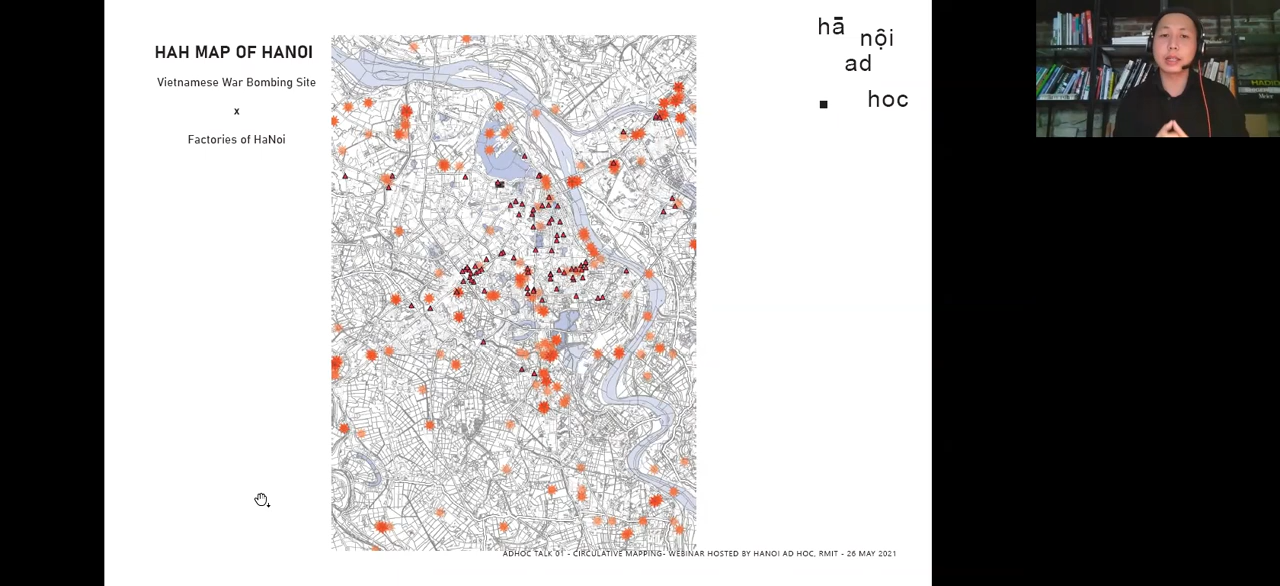 HAH MAP OF HANOI
Vietnamese War Bombing Site
x
Factories of HaNoi
hā
nội
ad
hoc
ADHOC TALK 01 - CIRCULATIVE MAPPING- WEBINAR HOSTED BY HANOI AD HOC, RMIT - 26 MAY 2021